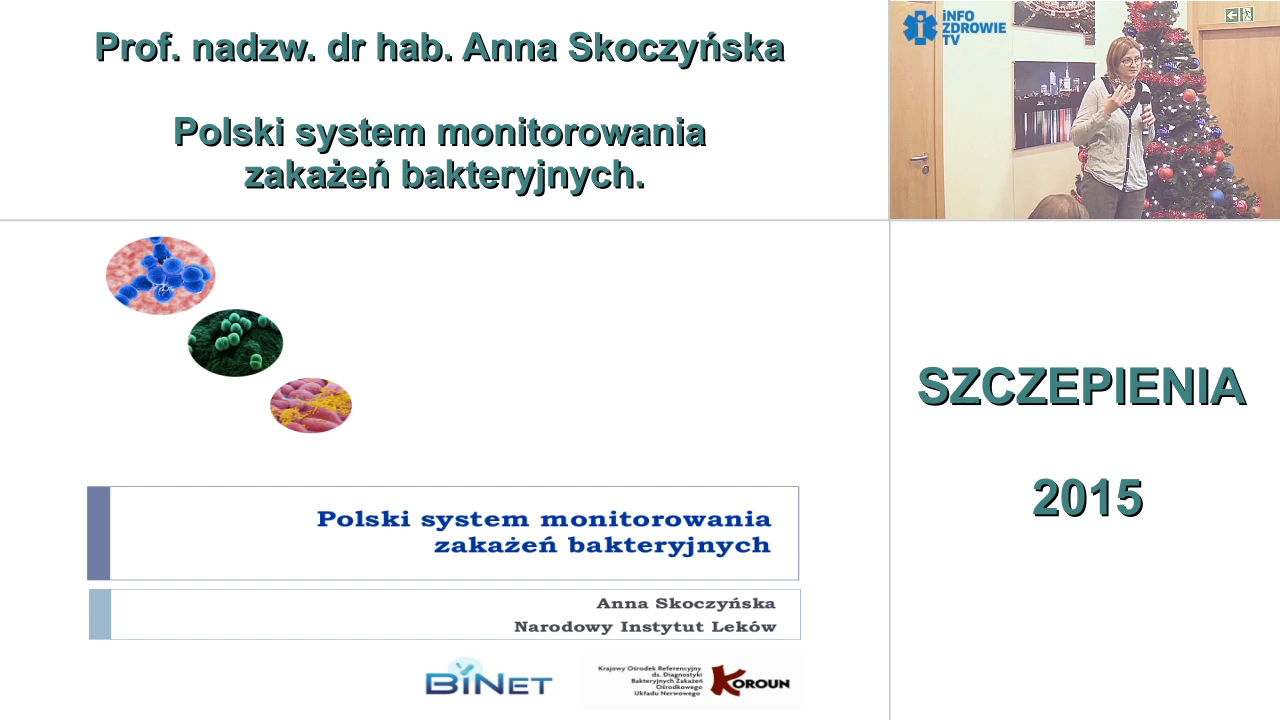 Prof. nadzw. dr hab. Anna Skoczyńska
Polski system monitorowania
zakażeń bakteryjnych.
iNFO
ZDROWIE
TV
SZCZEPIENIA
2015
Polski system monitorowania
zakażeń bakteryjnych
Anna Skoczyńska
Narodowy Instytut Leków
BiNet
Krajowy Ośrodek Referencyjny
ds. Diagnostyki
Bakteryjnych Zakażeń
Ośrodkowego
Układu Nerwowego
KOROUN